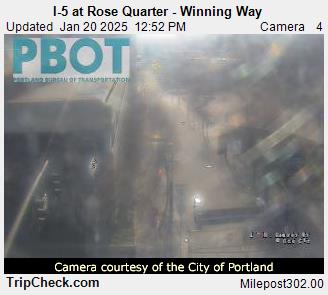 I-5 at Rose Quarter - Winning Way
Updated Jan 20 2025 12:52 PM Camera 4
PBOT
PORTLAND BUREAU OF TRANSPORTATION
Camera courtesy of the City of Portland
TripCheck.com Milepost302.00